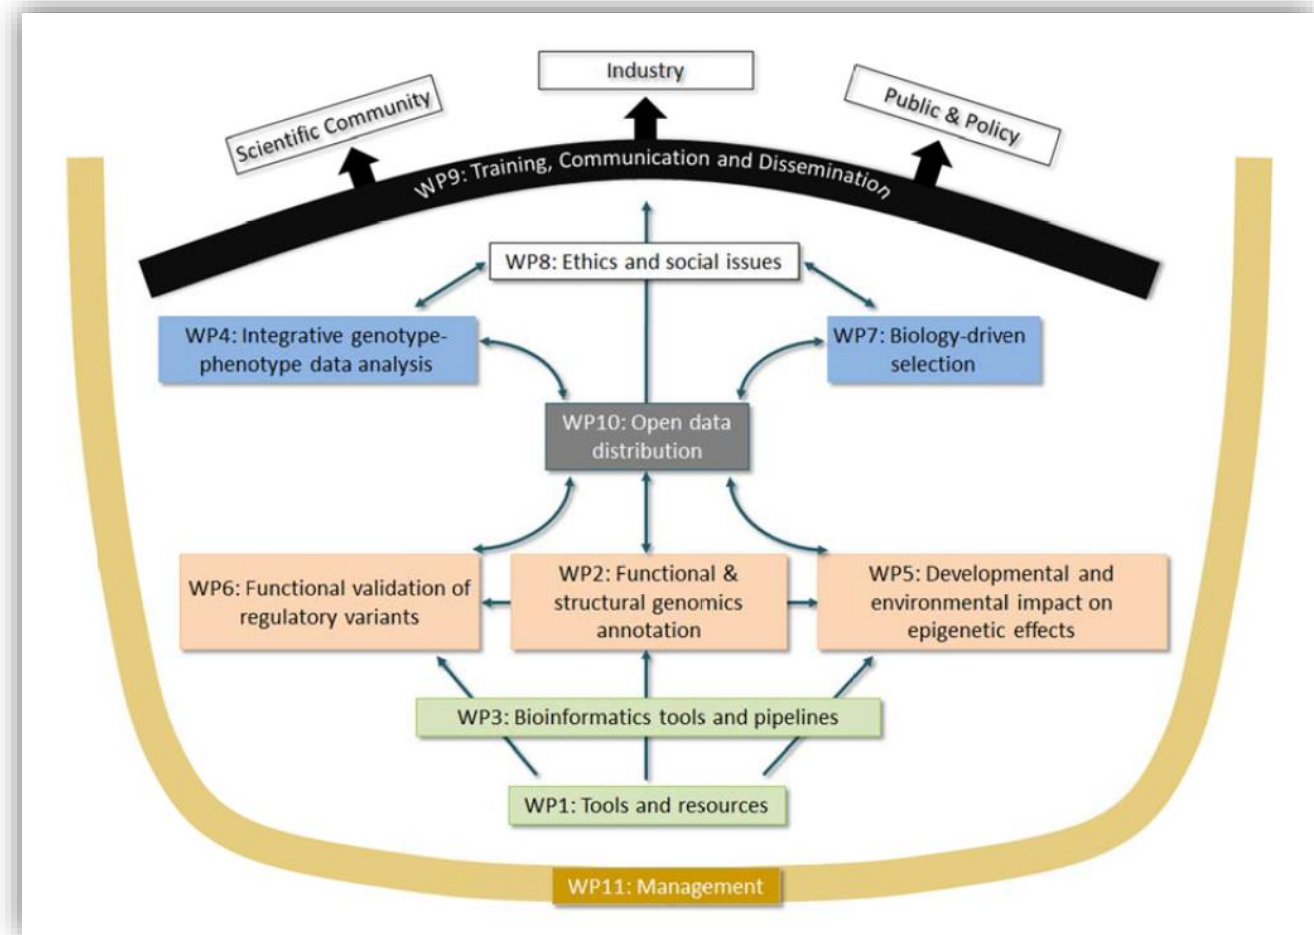 Industry
Scientific Community
Public & Policy
WP9: Training, Communication and Dissemination
WP8: Ethics and social issues
WP4: Integrative genotype-
phenotype data analysis
WP7: Biology-driven
selection
WP10: Open data
distribution
WP6: Functional validation of
regulatory variants
WP2: Functional &
structural genomics
annotation
WP5: Developmental and
environmental impact on
epigenetic effects
WP3: Bioinformatics tools and pipelines
WP1: Tools and resources
WP11: Management